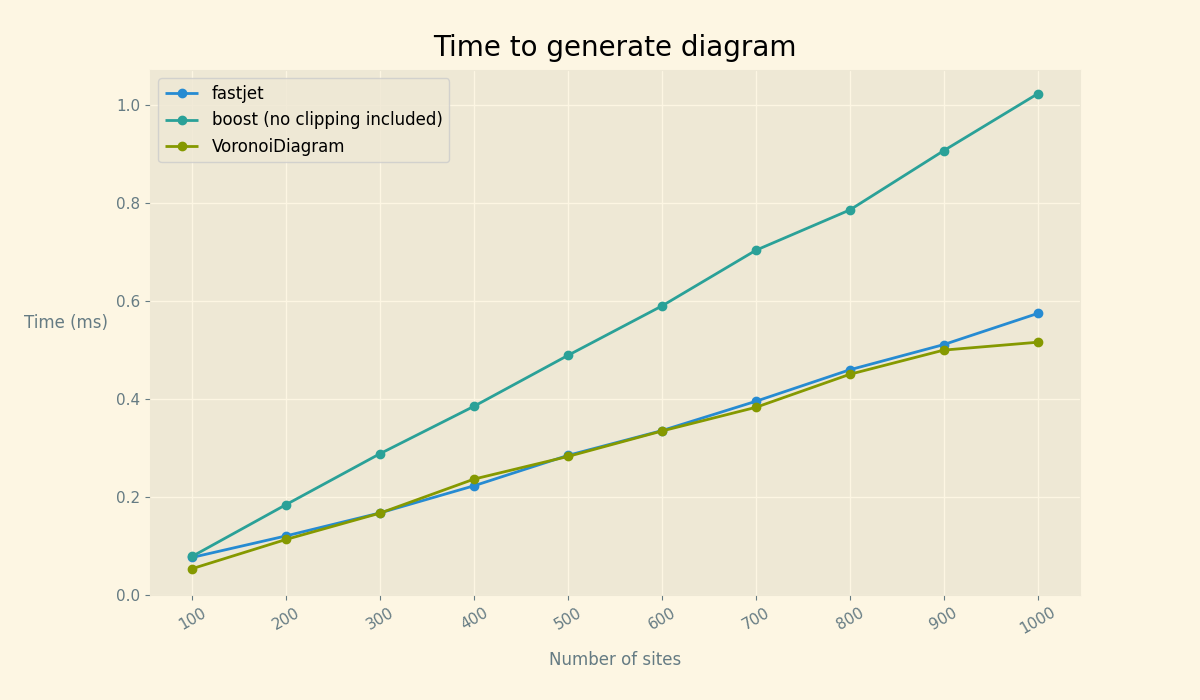 Time to generate diagram
fastjet
boost (no clipping included)
VoronoiDiagram
1.0
0.8
0.6
0.4
0.2
0.0
Time (ms)
100 200 300 400 500 600 700 800 900 1000
Number of sites